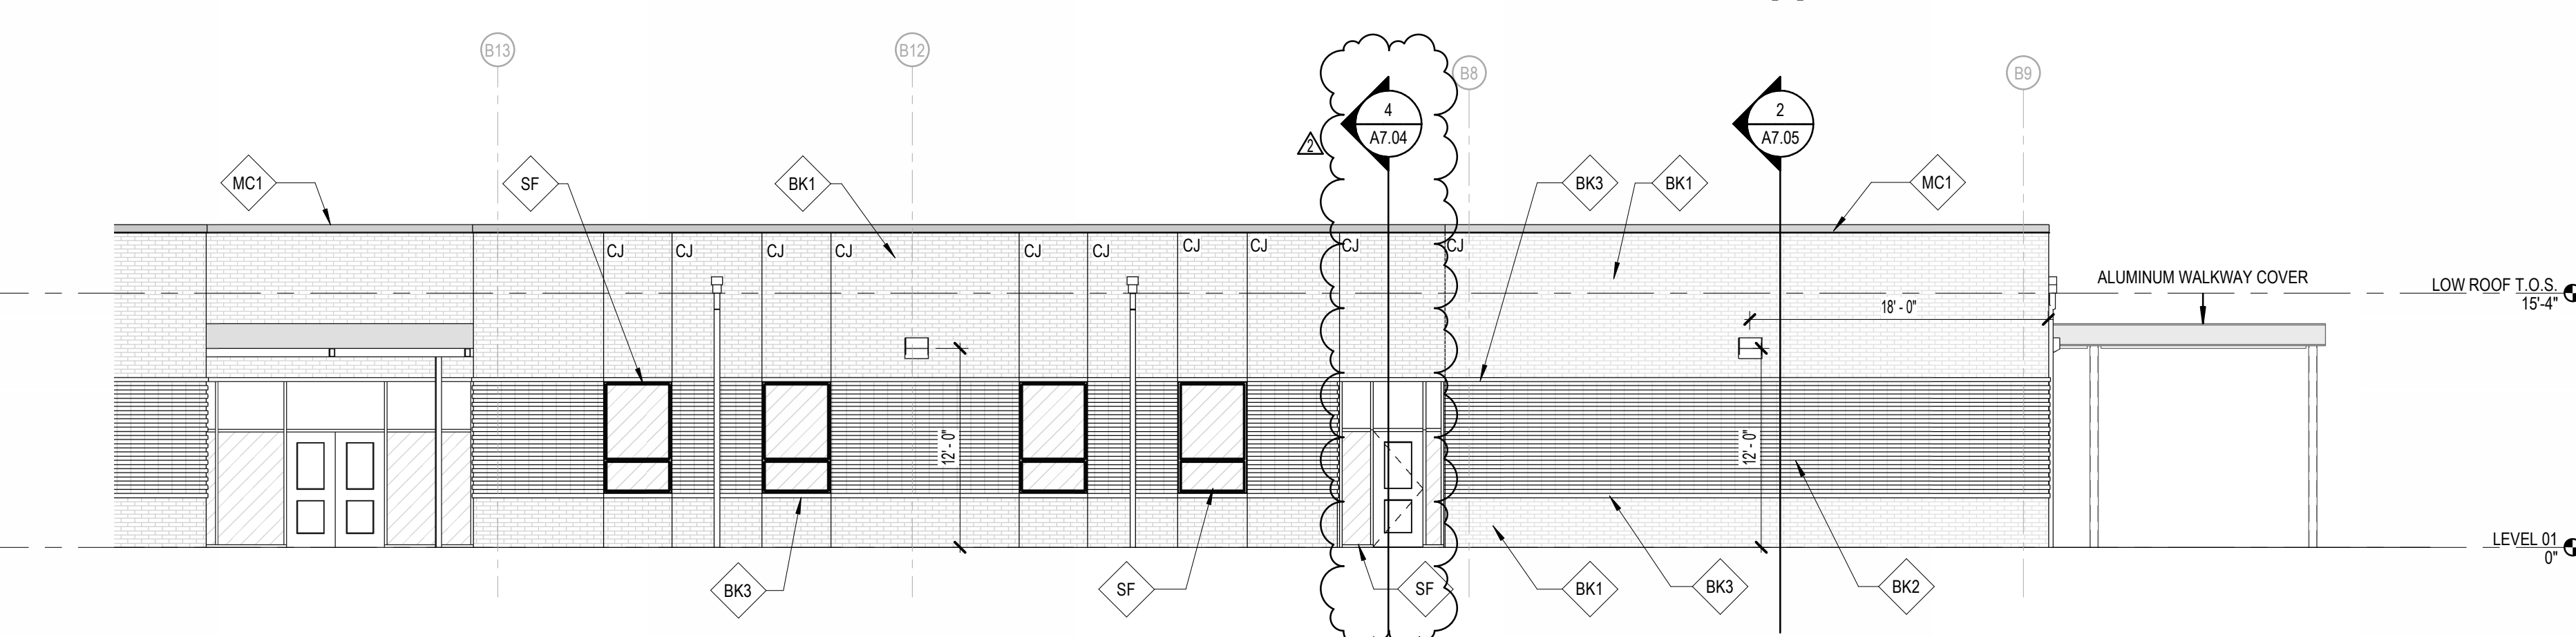 B13
B12
B8
B9
4
A7.04
2
A7.05
2
MC1
SF
BK1
BK3
BK1
MC1
CJ
CJ
CJ
CJ
CJ
CJ
CJ
CJ
CJ
CJ
ALUMINUM WALKWAY COVER
LOW ROOF T.O.S.
15'-4"
18' - 0"
12' - 0"
12' - 0"
LEVEL 01
0"
BK3
SF
SF
BK1
BK3
BK2